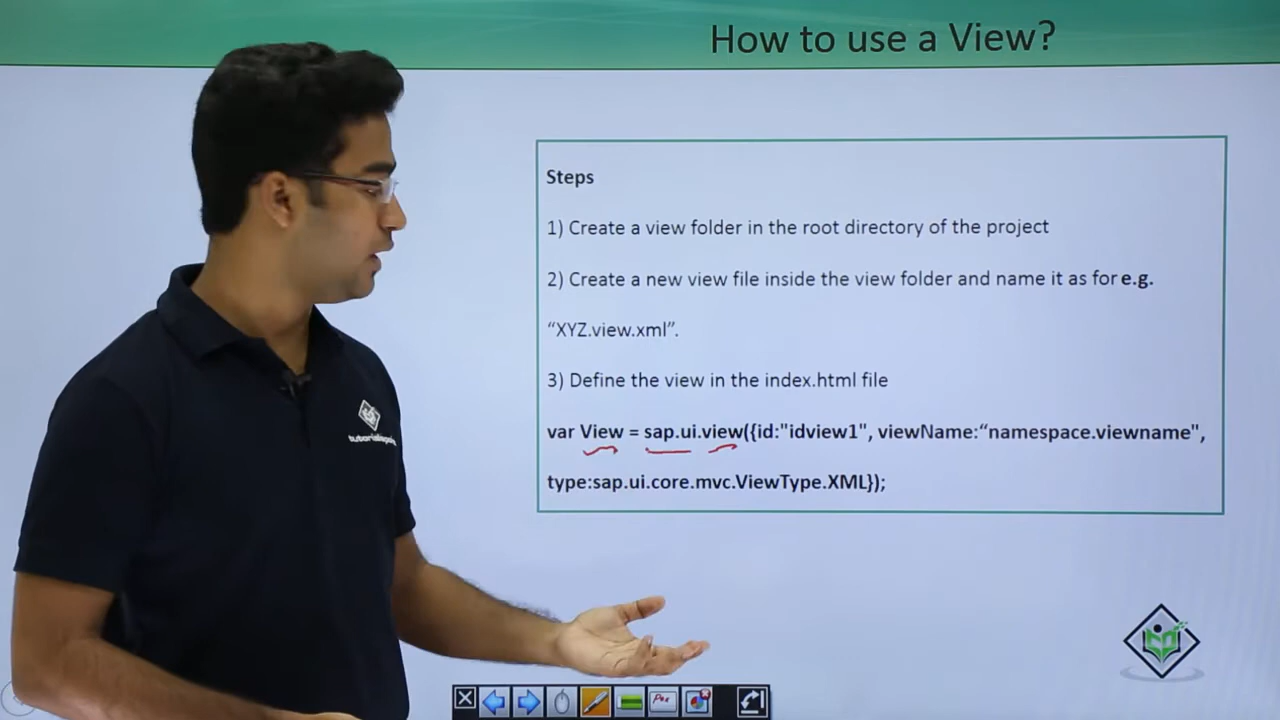 How to use a View?
Steps
1) Create a view folder in the root directory of the project
2) Create a new view file inside the view folder and name it as for e.g.
“XYZ.view.xml”.
3) Define the view in the index.html file
var View = sap.ui.view({id:"idview1", viewName:“namespace.viewname",
type:sap.ui.core.mvc.ViewType.XML});